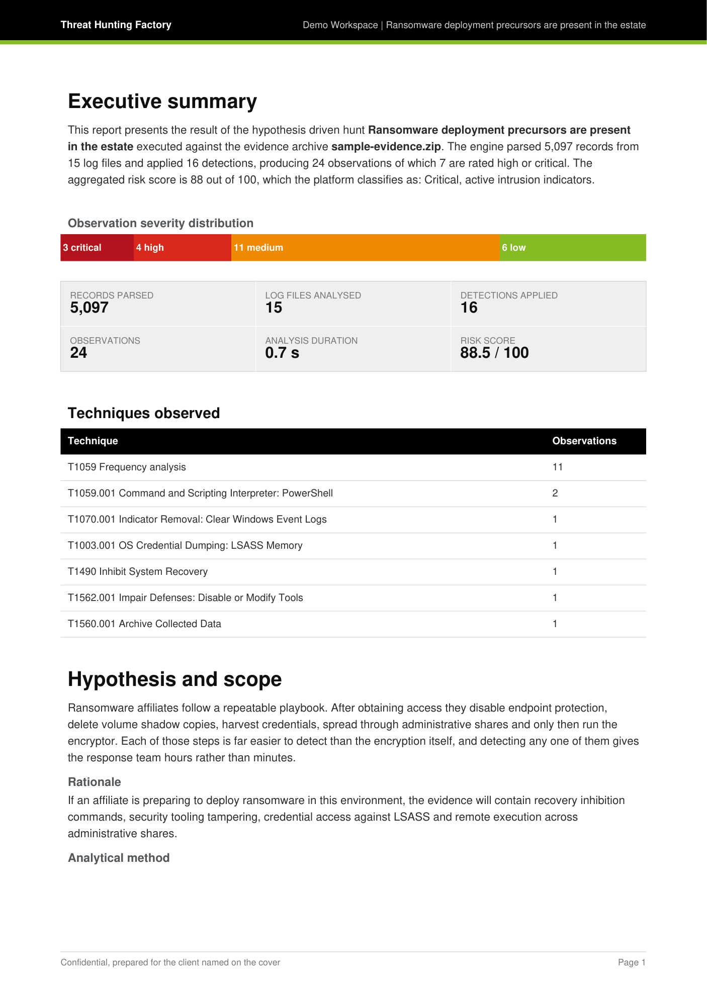 Threat Hunting Factory
Demo Workspace | Ransomware deployment precursors are present in the estate
Executive summary
This report presents the result of the hypothesis driven hunt Ransomware deployment precursors are present
in the estate executed against the evidence archive sample-evidence.zip. The engine parsed 5,097 records from
15 log files and applied 16 detections, producing 24 observations of which 7 are rated high or critical. The
aggregated risk score is 88 out of 100, which the platform classifies as: Critical, active intrusion indicators.
Observation severity distribution
3 critical
4 high
11 medium
6 low
RECORDS PARSED
5,097
LOG FILES ANALYSED
15
DETECTIONS APPLIED
16
OBSERVATIONS
24
ANALYSIS DURATION
0.7 s
RISK SCORE
88.5 / 100
Techniques observed
Technique Observations
T1059 Frequency analysis 11
T1059.001 Command and Scripting Interpreter: PowerShell 2
T1070.001 Indicator Removal: Clear Windows Event Logs 1
T1003.001 OS Credential Dumping: LSASS Memory 1
T1490 Inhibit System Recovery 1
T1562.001 Impair Defenses: Disable or Modify Tools 1
T1560.001 Archive Collected Data 1
Hypothesis and scope
Ransomware affiliates follow a repeatable playbook. After obtaining access they disable endpoint protection,
delete volume shadow copies, harvest credentials, spread through administrative shares and only then run the
encryptor. Each of those steps is far easier to detect than the encryption itself, and detecting any one of them gives
the response team hours rather than minutes.
Rationale
If an affiliate is preparing to deploy ransomware in this environment, the evidence will contain recovery inhibition
commands, security tooling tampering, credential access against LSASS and remote execution across
administrative shares.
Analytical method
Confidential, prepared for the client named on the cover
Page 1